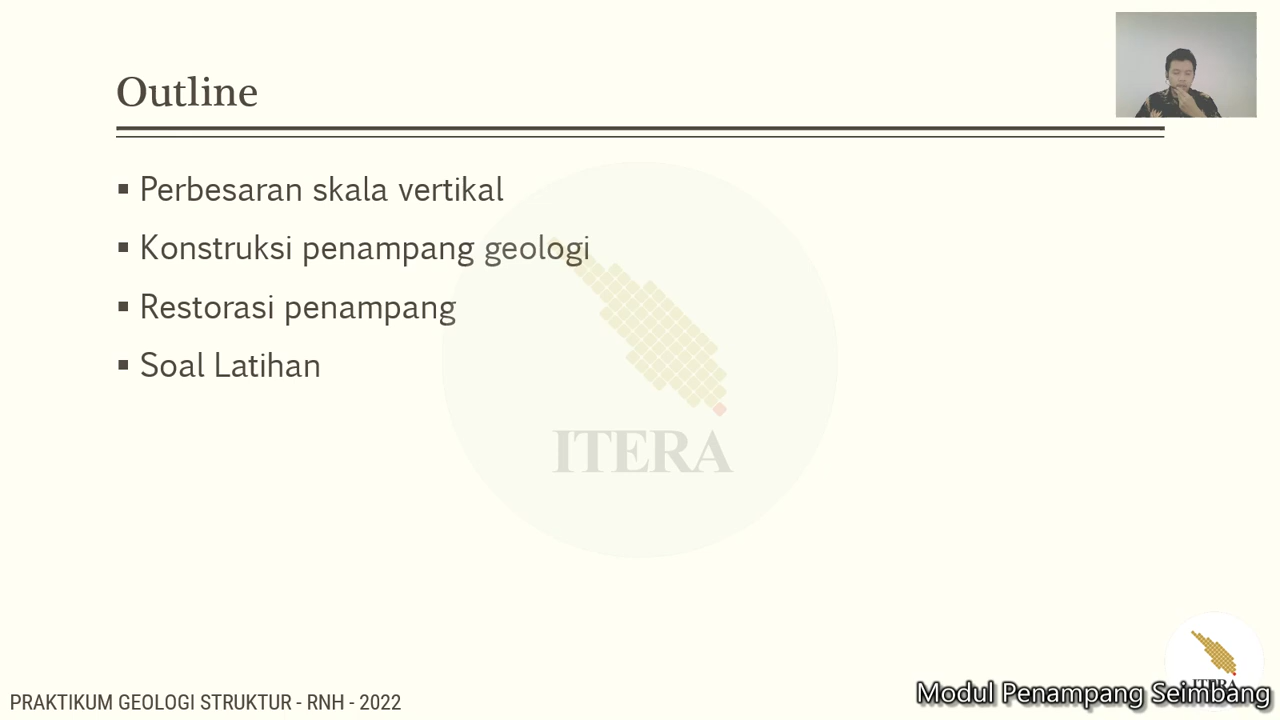 Outline
Perbesaran skala vertikal
Konstruksi penampang geologi
Restorasi penampang
Soal Latihan
ITERA
ITERA
PRAKTIKUM GEOLOGI STRUKTUR - RNH - 2022
Modul Penampang Seimbang